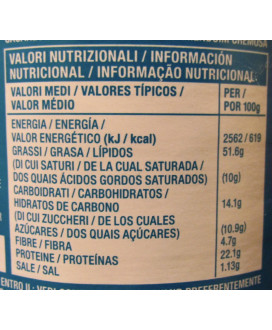 VALORI NUTRIZIONALI / INFORMACIÓN
NUTRICIONAL / INFORMAÇÃO NUTRICIONAL:
VALORI MEDI / VALORES TÍPICOS /
VALOR MÉDIO
PER /
POR 100g
ENERGIA / ENERGÍA /
VALOR ENERGÉTICO (kJ / kcal)
2562 / 619
GRASSI / GRASA / LÍPIDOS
51.6g
(DI CUI SATURI / DE LA CUAL SATURADA /
DOS QUAIS ÁCIDOS GORDOS SATURADOS)
(10g)
CARBOIDRATI / CARBOHIDRATOS /
HIDRATOS DE CARBONO
14.1g
(DI CUI ZUCCHERI / DE LOS CUALES
AZÚCARES / DOS QUAIS AÇÚCARES)
(10.9g)
FIBRE / FIBRA
4.7g
PROTEINE / PROTEÍNAS
22.1g
SALE / SAL
1.13g
ENTRO IL
PREFERENTEMENTE